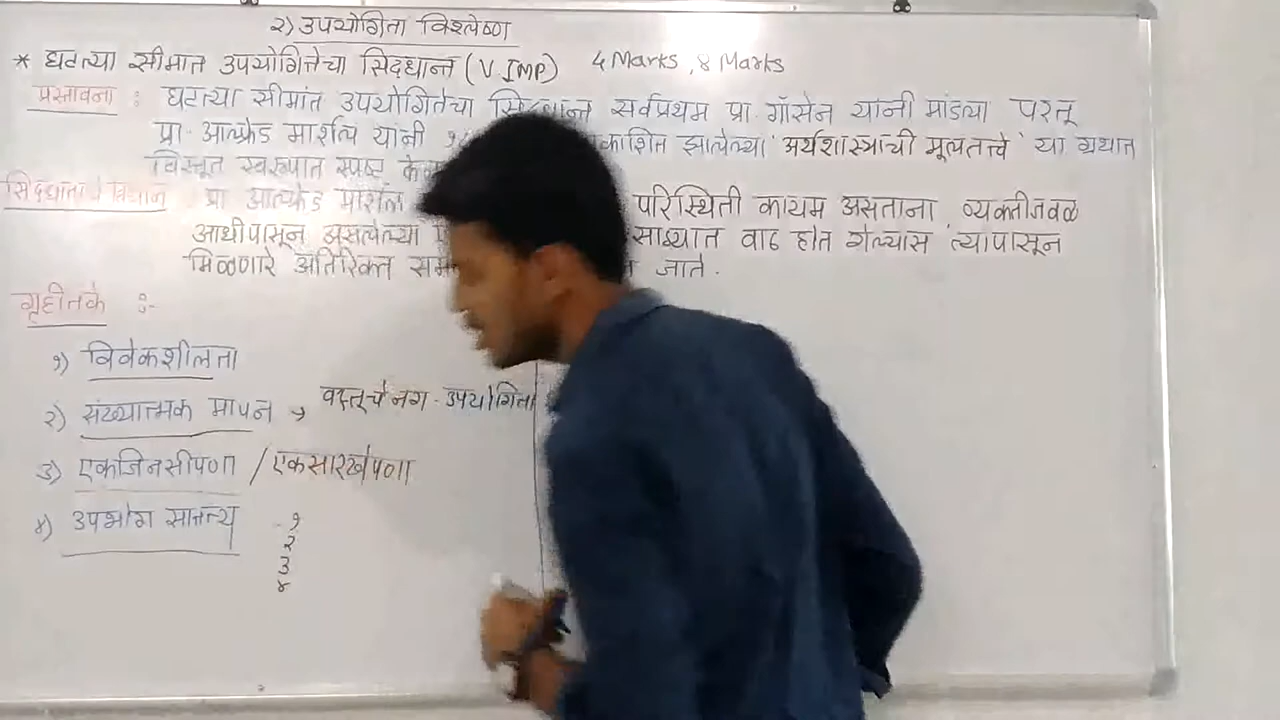 २) उपयोगिता विश्लेष्ण
* घटत्या सीमांत उपयोगितेचा सिद्धान्त (V.IMP) 4 Marks, 8 Marks
प्रस्तावना : घटत्या सीमांत उपयोगितेचा सर्वप्रथम प्रा. गॉसेन यांनी मांडल्या परंतू
प्रा. आल्फ्रेड मार्शल यांनी झालेल्या 'अर्थशास्त्राची मूलतत्त्वे' या ग्रंथात
विस्तृत स्वरूपात स्पष्ट
प्रा आल्फ्रेड मार्शल परिस्थिती कायम असताना, व्यक्तीजवळ
आधीपासून असलेल्या साठ्यात वाढ होत गेल्यास त्यापासून
मिळणारे अतिरिक्त जाते.
गृहीतके :-
१) विवेकशीलता
२) संख्यात्मक मापन → वस्तूचे नग - उपयोगिता
३) एकजिनसीपणा / एकसारखेपणा
४) उपभोग सातत्य - १
२
३
४